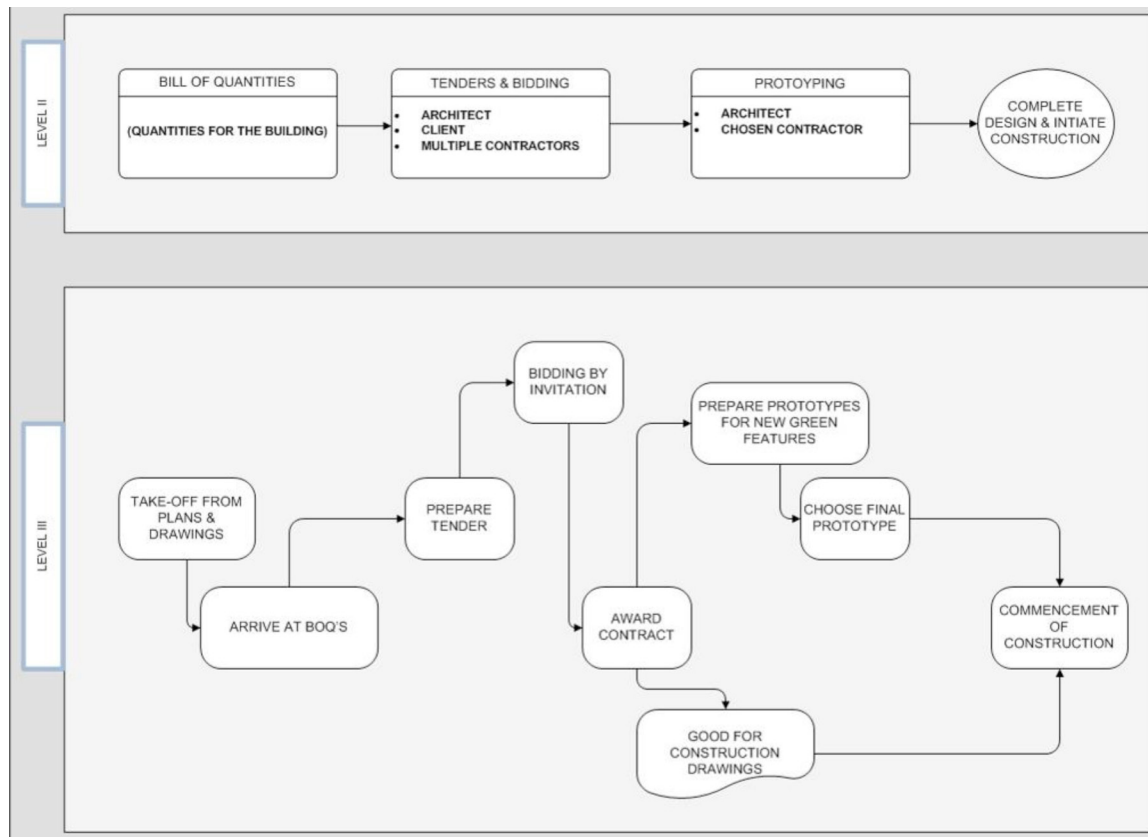 LEVEL II
BILL OF QUANTITIES
(QUANTITIES FOR THE BUILDING)
TENDERS & BIDDING
• ARCHITECT
• CLIENT
• MULTIPLE CONTRACTORS
PROTOYPING
• ARCHITECT
• CHOSEN CONTRACTOR
COMPLETE
DESIGN & INTIATE
CONSTRUCTION
LEVEL III
TAKE-OFF FROM
PLANS &
DRAWINGS
ARRIVE AT BOQ'S
PREPARE
TENDER
BIDDING BY
INVITATION
AWARD
CONTRACT
PREPARE PROTOTYPES
FOR NEW GREEN
FEATURES
CHOOSE FINAL
PROTOTYPE
GOOD FOR
CONSTRUCTION
DRAWINGS
COMMENCEMENT
OF
CONSTRUCTION